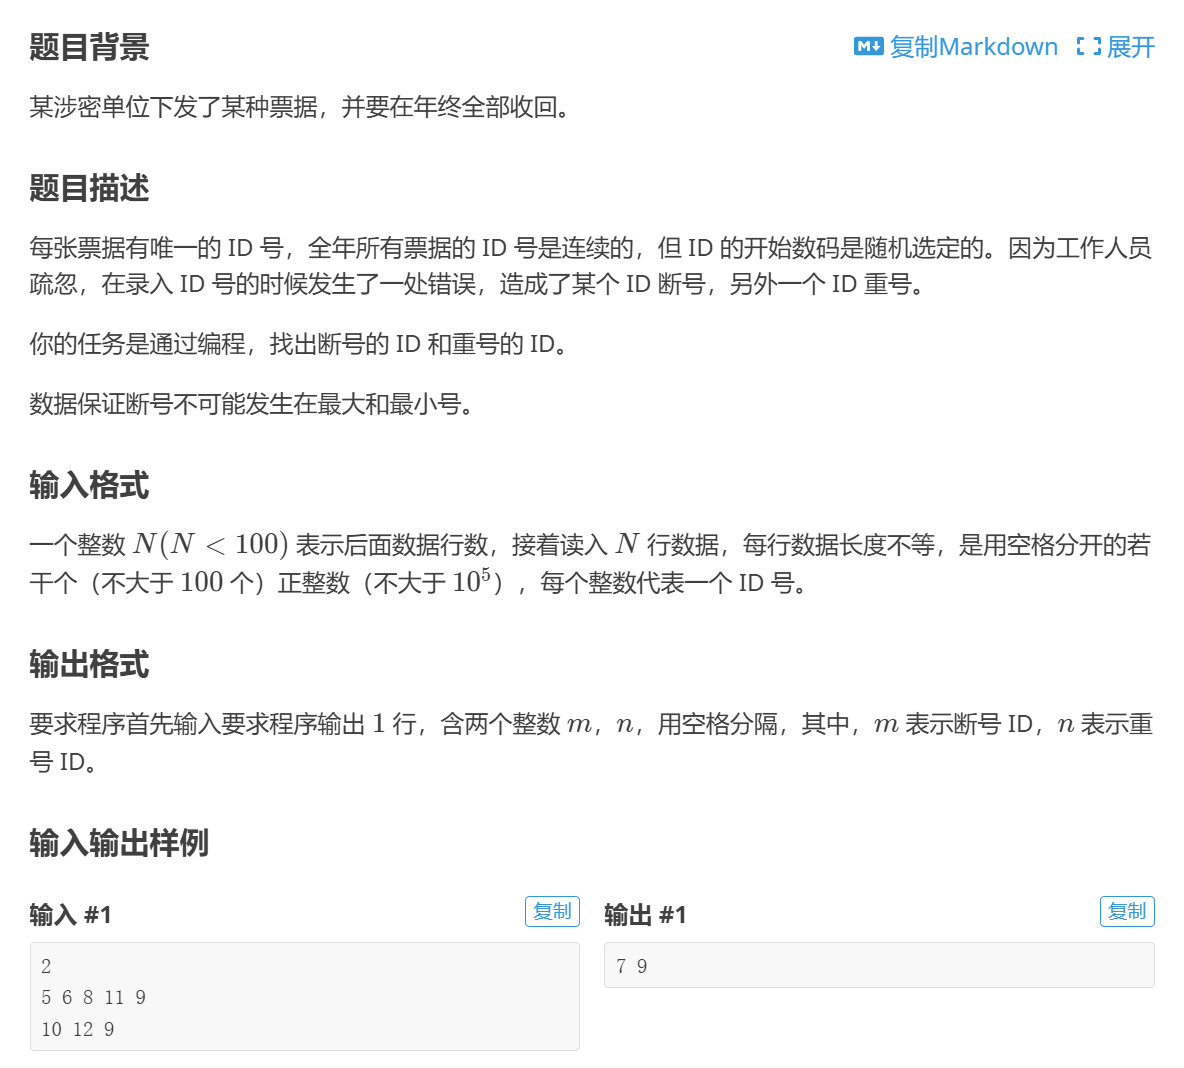 题目背景
复制Markdown 展开
某涉密单位下发了某种票据，并要在年终全部收回。
题目描述
每张票据有唯一的 ID 号，全年所有票据的 ID 号是连续的，但 ID 的开始数码是随机选定的。因为工作人员
疏忽，在录入 ID 号的时候发生了一处错误，造成了某个 ID 断号，另外一个 ID 重号。
你的任务是通过编程，找出断号的 ID 和重号的 ID。
数据保证断号不可能发生在最大和最小号。
输入格式
一个整数 N(N < 100) 表示后面数据行数，接着读入 N 行数据，每行数据长度不等，是用空格分开的若
干个（不大于 100 个）正整数（不大于 10⁵），每个整数代表一个 ID 号。
输出格式
要求程序首先输入要求程序输出 1 行，含两个整数 m，n，用空格分隔，其中，m 表示断号 ID，n 表示重
号 ID。
输入输出样例
输入 #1 复制
2
5 6 8 11 9
10 12 9
输出 #1 复制
7 9